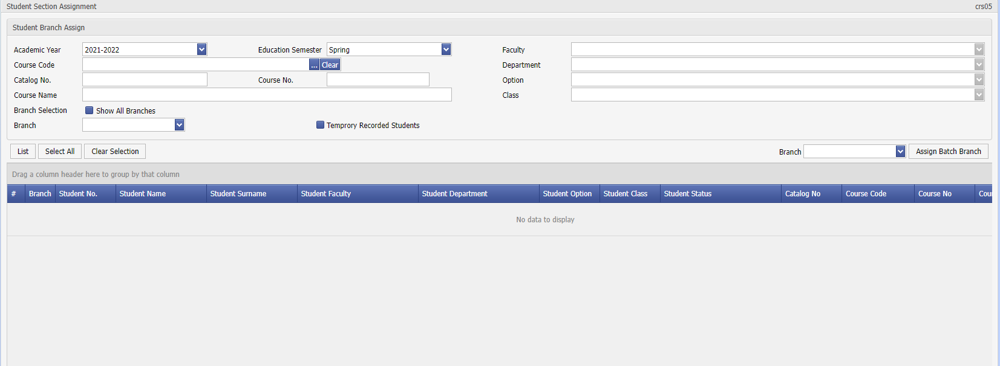 Student Section Assignment crs05
Student Branch Assign
Academic Year 2021-2022 Education Semester Spring Faculty
Course Code ... Clear Department
Catalog No. Course No. Option
Course Name Class
Branch Selection Show All Branches
Branch Temprory Recorded Students
List Select All Clear Selection Branch Assign Batch Branch
Drag a column header here to group by that column
# Branch Student No. Student Name Student Surname Student Faculty Student Department Student Option Student Class Student Status Catalog No Course Code Course No Cour
No data to display